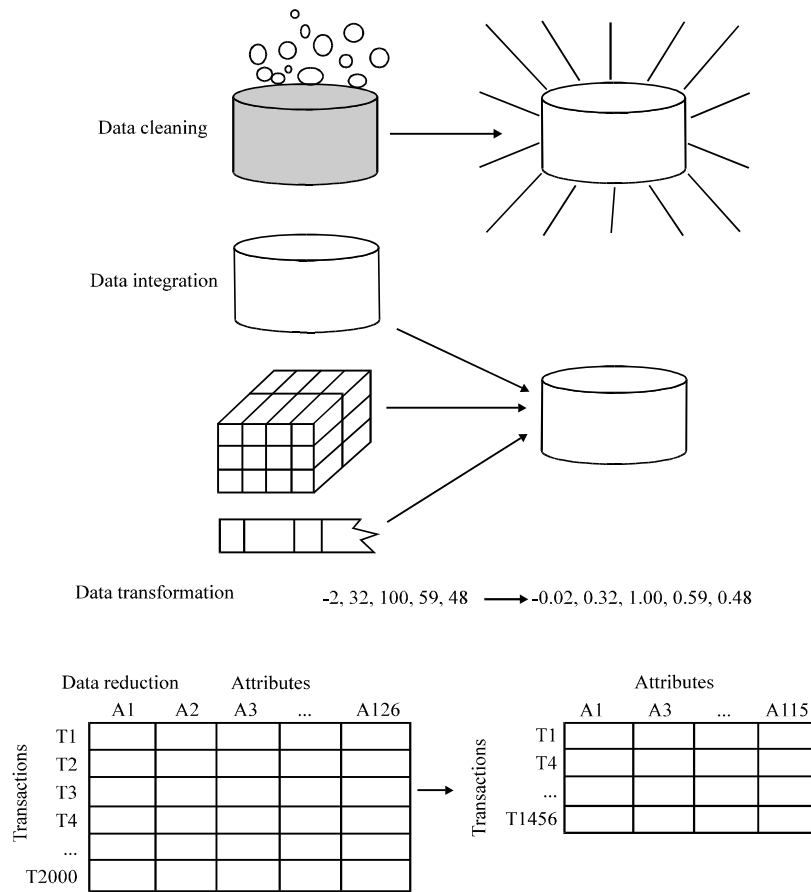 Data cleaning
Data integration
Data transformation
-2, 32, 100, 59, 48
-0.02, 0.32, 1.00, 0.59, 0.48
Data reduction
Attributes
A1 A2 A3 ... A126
Transactions
T1
T2
T3
T4
...
T2000
Attributes
A1 A3 ... A115
Transactions
T1
T4
...
T1456